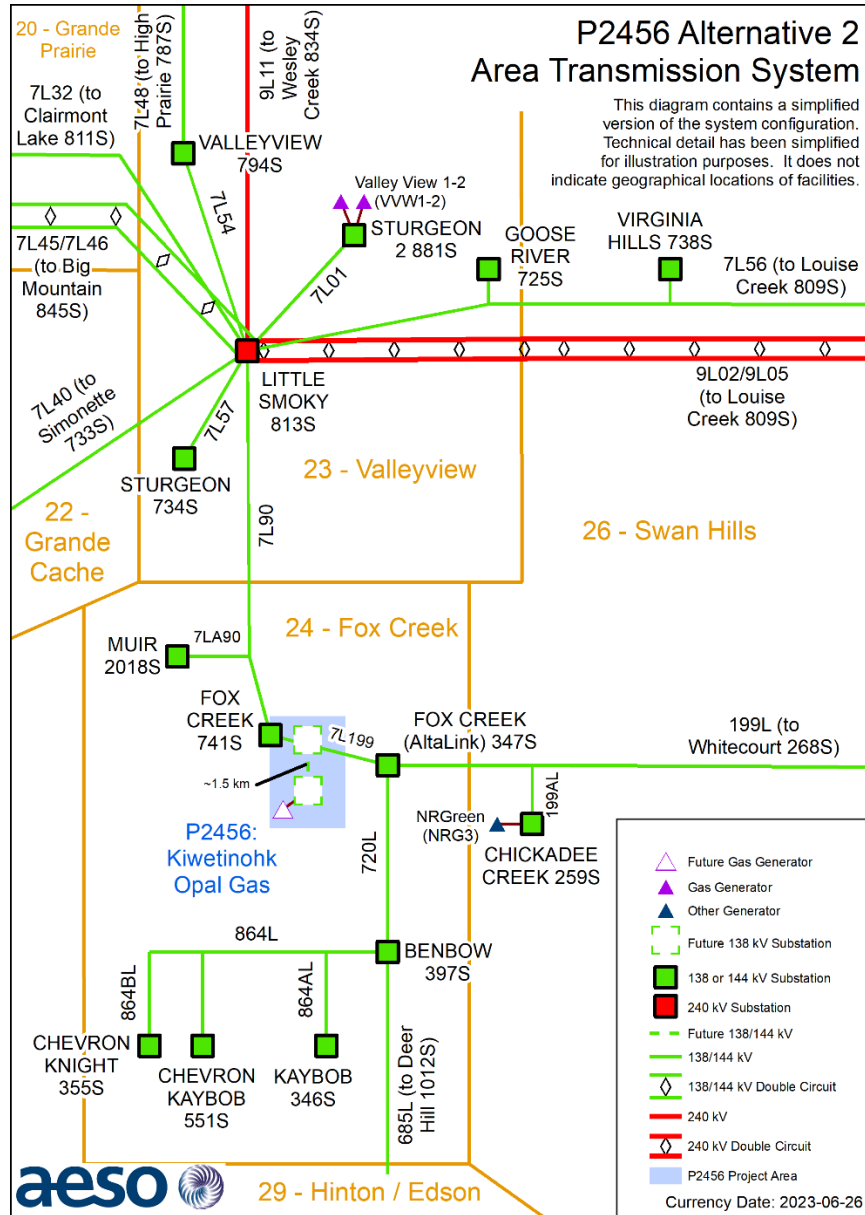 P2456 Alternative 2
Area Transmission System
This diagram contains a simplified
version of the system configuration.
Technical detail has been simplified
for illustration purposes. It does not
indicate geographical locations of facilities.
20 - Grande
Prairie
7L48 (to High
Prairie 787S)
9L11 (to
Wesley
Creek 834S)
7L32 (to
Clairmont
Lake 811S)
VALLEYVIEW
794S
7L54
Valley View 1-2
(VVW1-2)
STURGEON
2 881S
7L01
GOOSE
RIVER
725S
VIRGINIA
HILLS 738S
7L56 (to Louise
Creek 809S)
7L45/7L46
(to Big
Mountain
845S)
7L40 (to
Simonette
733S)
LITTLE
SMOKY
813S
9L02/9L05
(to Louise
Creek 809S)
7L57
STURGEON
734S
23 - Valleyview
7L90
22 -
Grande
Cache
26 - Swan Hills
24 - Fox Creek
MUIR
2018S
7LA90
FOX
CREEK
741S
7L199
FOX CREEK
(AltaLink) 347S
199L (to
Whitecourt 268S)
~1.5 km
P2456:
Kiwetinohk
Opal Gas
NRGreen
(NRG3)
199AL
CHICKADEE
CREEK 259S
720L
864L
BENBOW
397S
864BL
864AL
CHEVRON
KNIGHT
355S
CHEVRON
KAYBOB
551S
KAYBOB
346S
685L (to Deer
Hill 1012S)
29 - Hinton / Edson
aeso
Future Gas Generator
Gas Generator
Other Generator
Future 138 kV Substation
138 or 144 kV Substation
240 kV Substation
Future 138/144 kV
138/144 kV
138/144 kV Double Circuit
240 kV
240 kV Double Circuit
P2456 Project Area
Currency Date: 2023-06-26